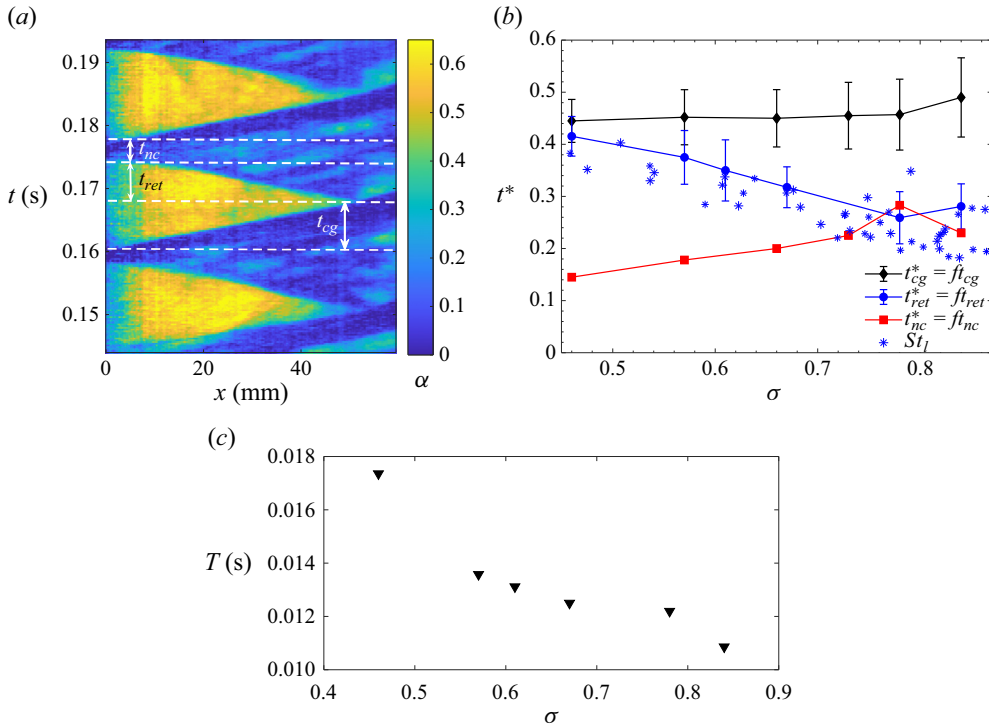 (a)
0.19
0.18
0.17
0.16
0.15
t (s)
t_nc
t_ret
t_cg
0 20 40
x (mm)
0.6
0.5
0.4
0.3
0.2
0.1
0
α
(b)
0.6
0.5
0.4
0.3
0.2
0.1
0
t*
t*_cg = ft_cg
t*_ret = ft_ret
t*_nc = ft_nc
St_l
0.5 0.6 0.7 0.8
σ
(c)
0.018
0.016
0.014
0.012
0.010
T (s)
0.4 0.5 0.6 0.7 0.8 0.9
σ